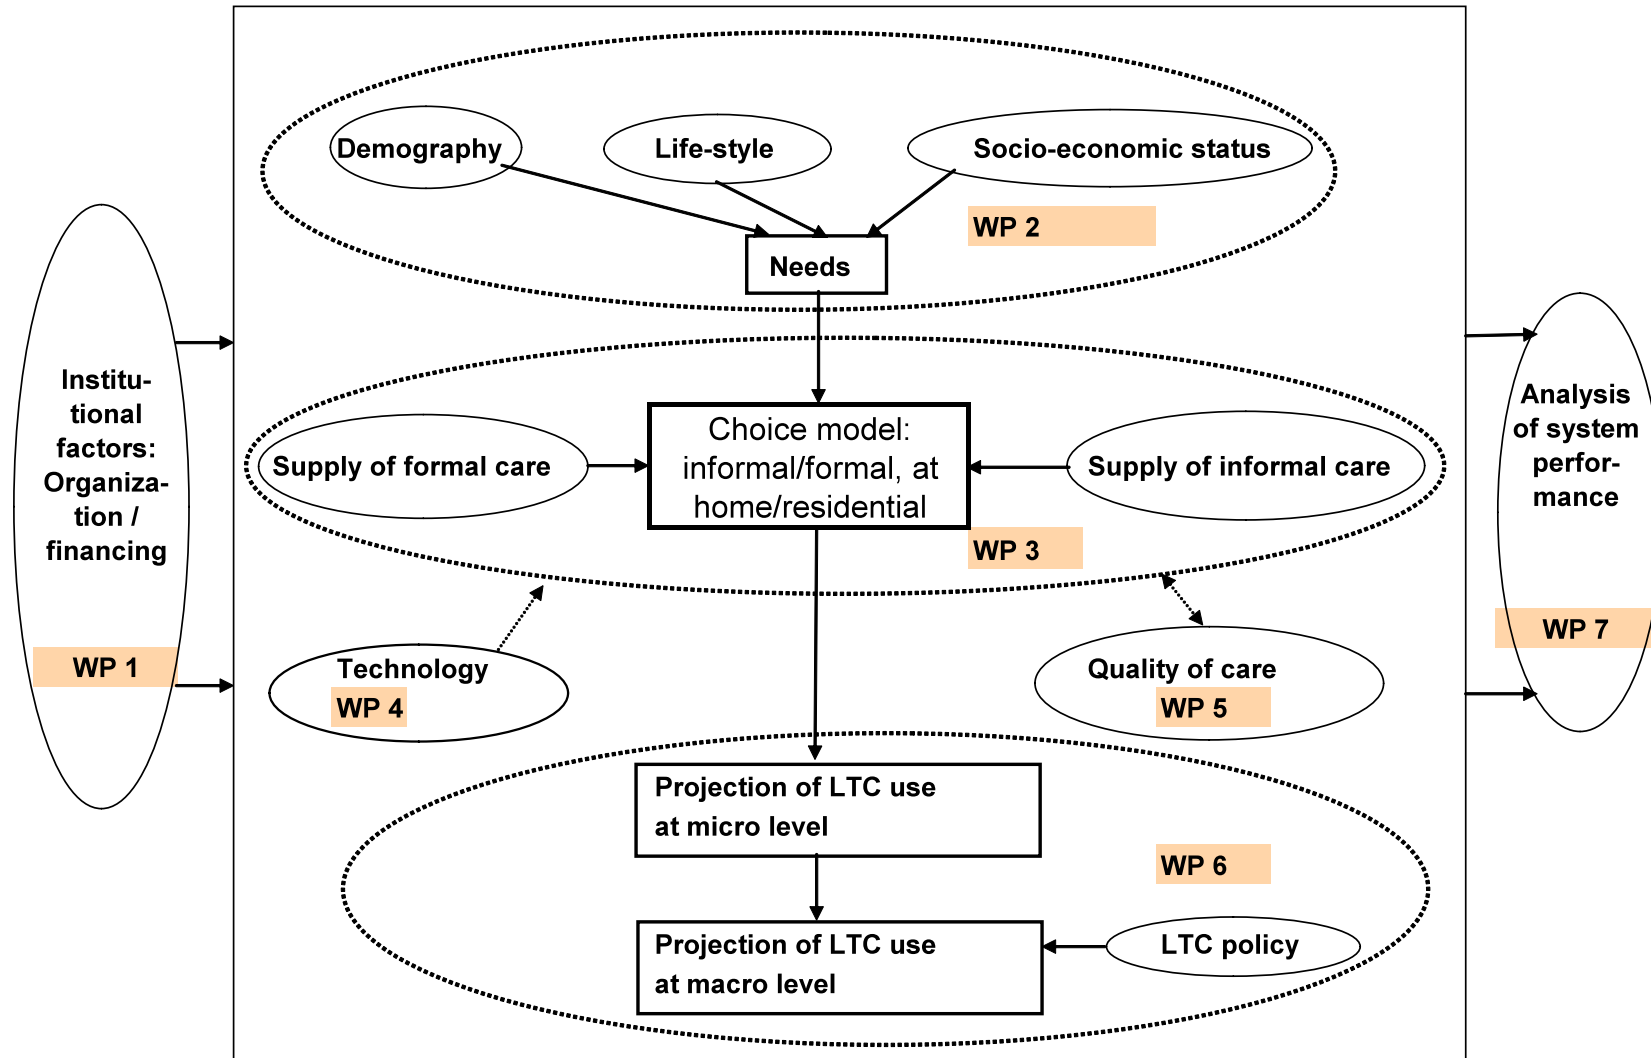 Demography
Life-style
Socio-economic status
WP 2
Needs
Institu-
tional
factors:
Organiza-
tion /
financing
WP 1
Choice model:
informal/formal, at
home/residential
Supply of formal care
Supply of informal care
WP 3
Technology
WP 4
Quality of care
WP 5
Projection of LTC use
at micro level
WP 6
Projection of LTC use
at macro level
LTC policy
Analysis
of system
perfor-
mance
WP 7